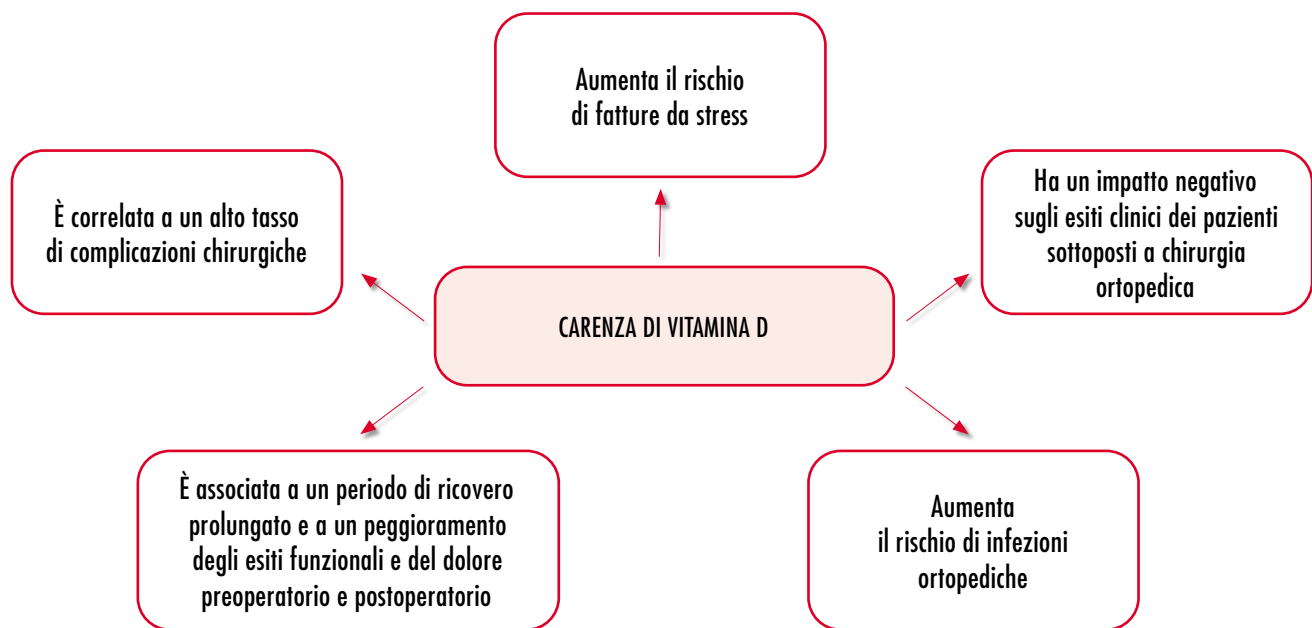 Aumenta il rischio
di fatture da stress
È correlata a un alto tasso
di complicazioni chirurgiche
Ha un impatto negativo
sugli esiti clinici dei pazienti
sottoposti a chirurgia
ortopedica
CARENZA DI VITAMINA D
È associata a un periodo di ricovero
prolungato e a un peggioramento
degli esiti funzionali e del dolore
preoperatorio e postoperatorio
Aumenta
il rischio di infezioni
ortopediche